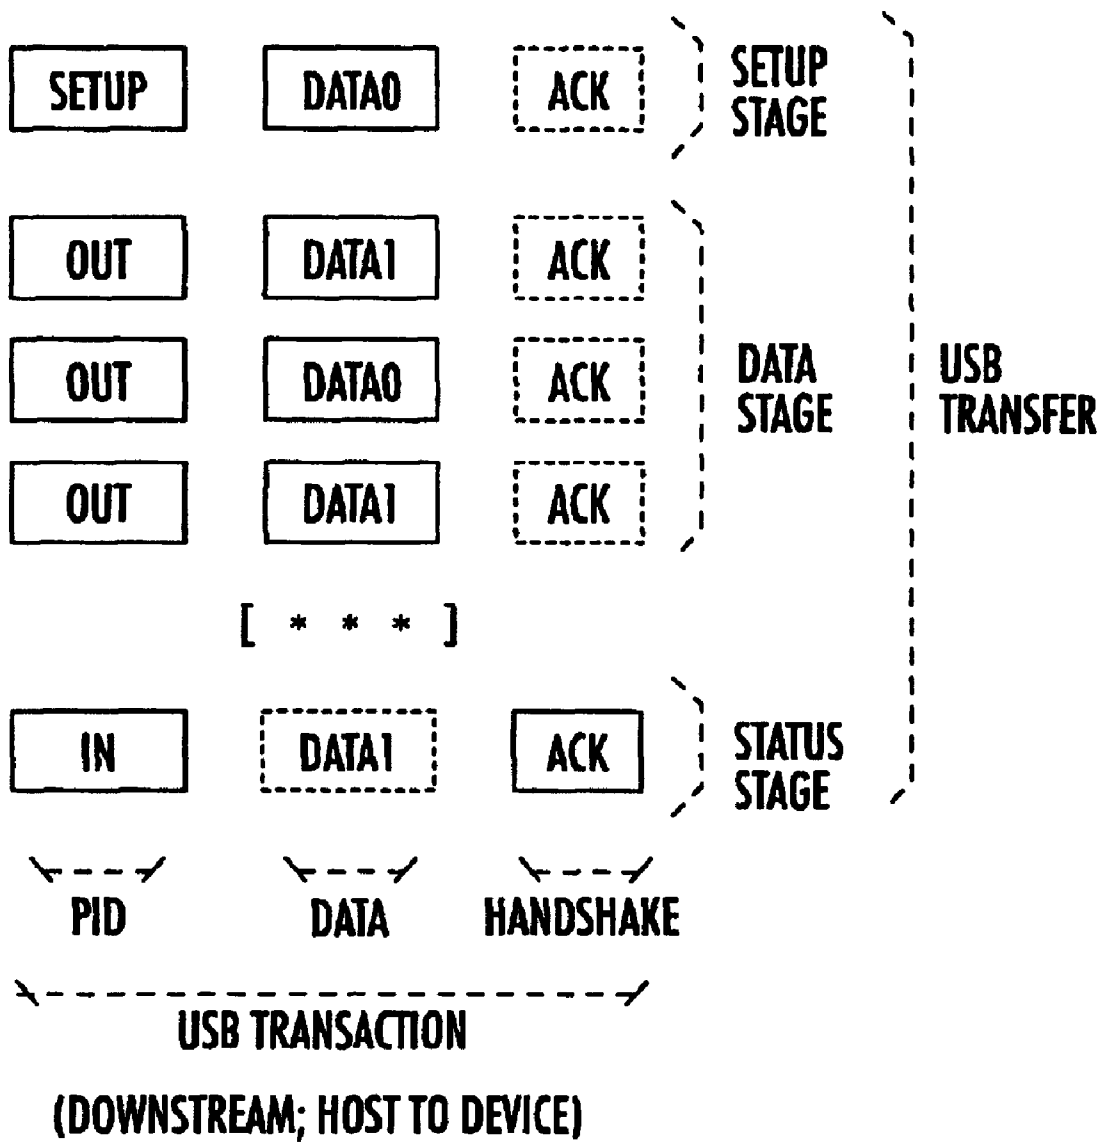 SETUP DATA0 ACK
SETUP
STAGE
OUT DATA1 ACK
OUT DATA0 ACK
DATA
STAGE
USB
TRANSFER
OUT DATA1 ACK
[ * * * ]
IN DATA1 ACK
STATUS
STAGE
PID DATA HANDSHAKE
USB TRANSACTION
(DOWNSTREAM; HOST TO DEVICE)